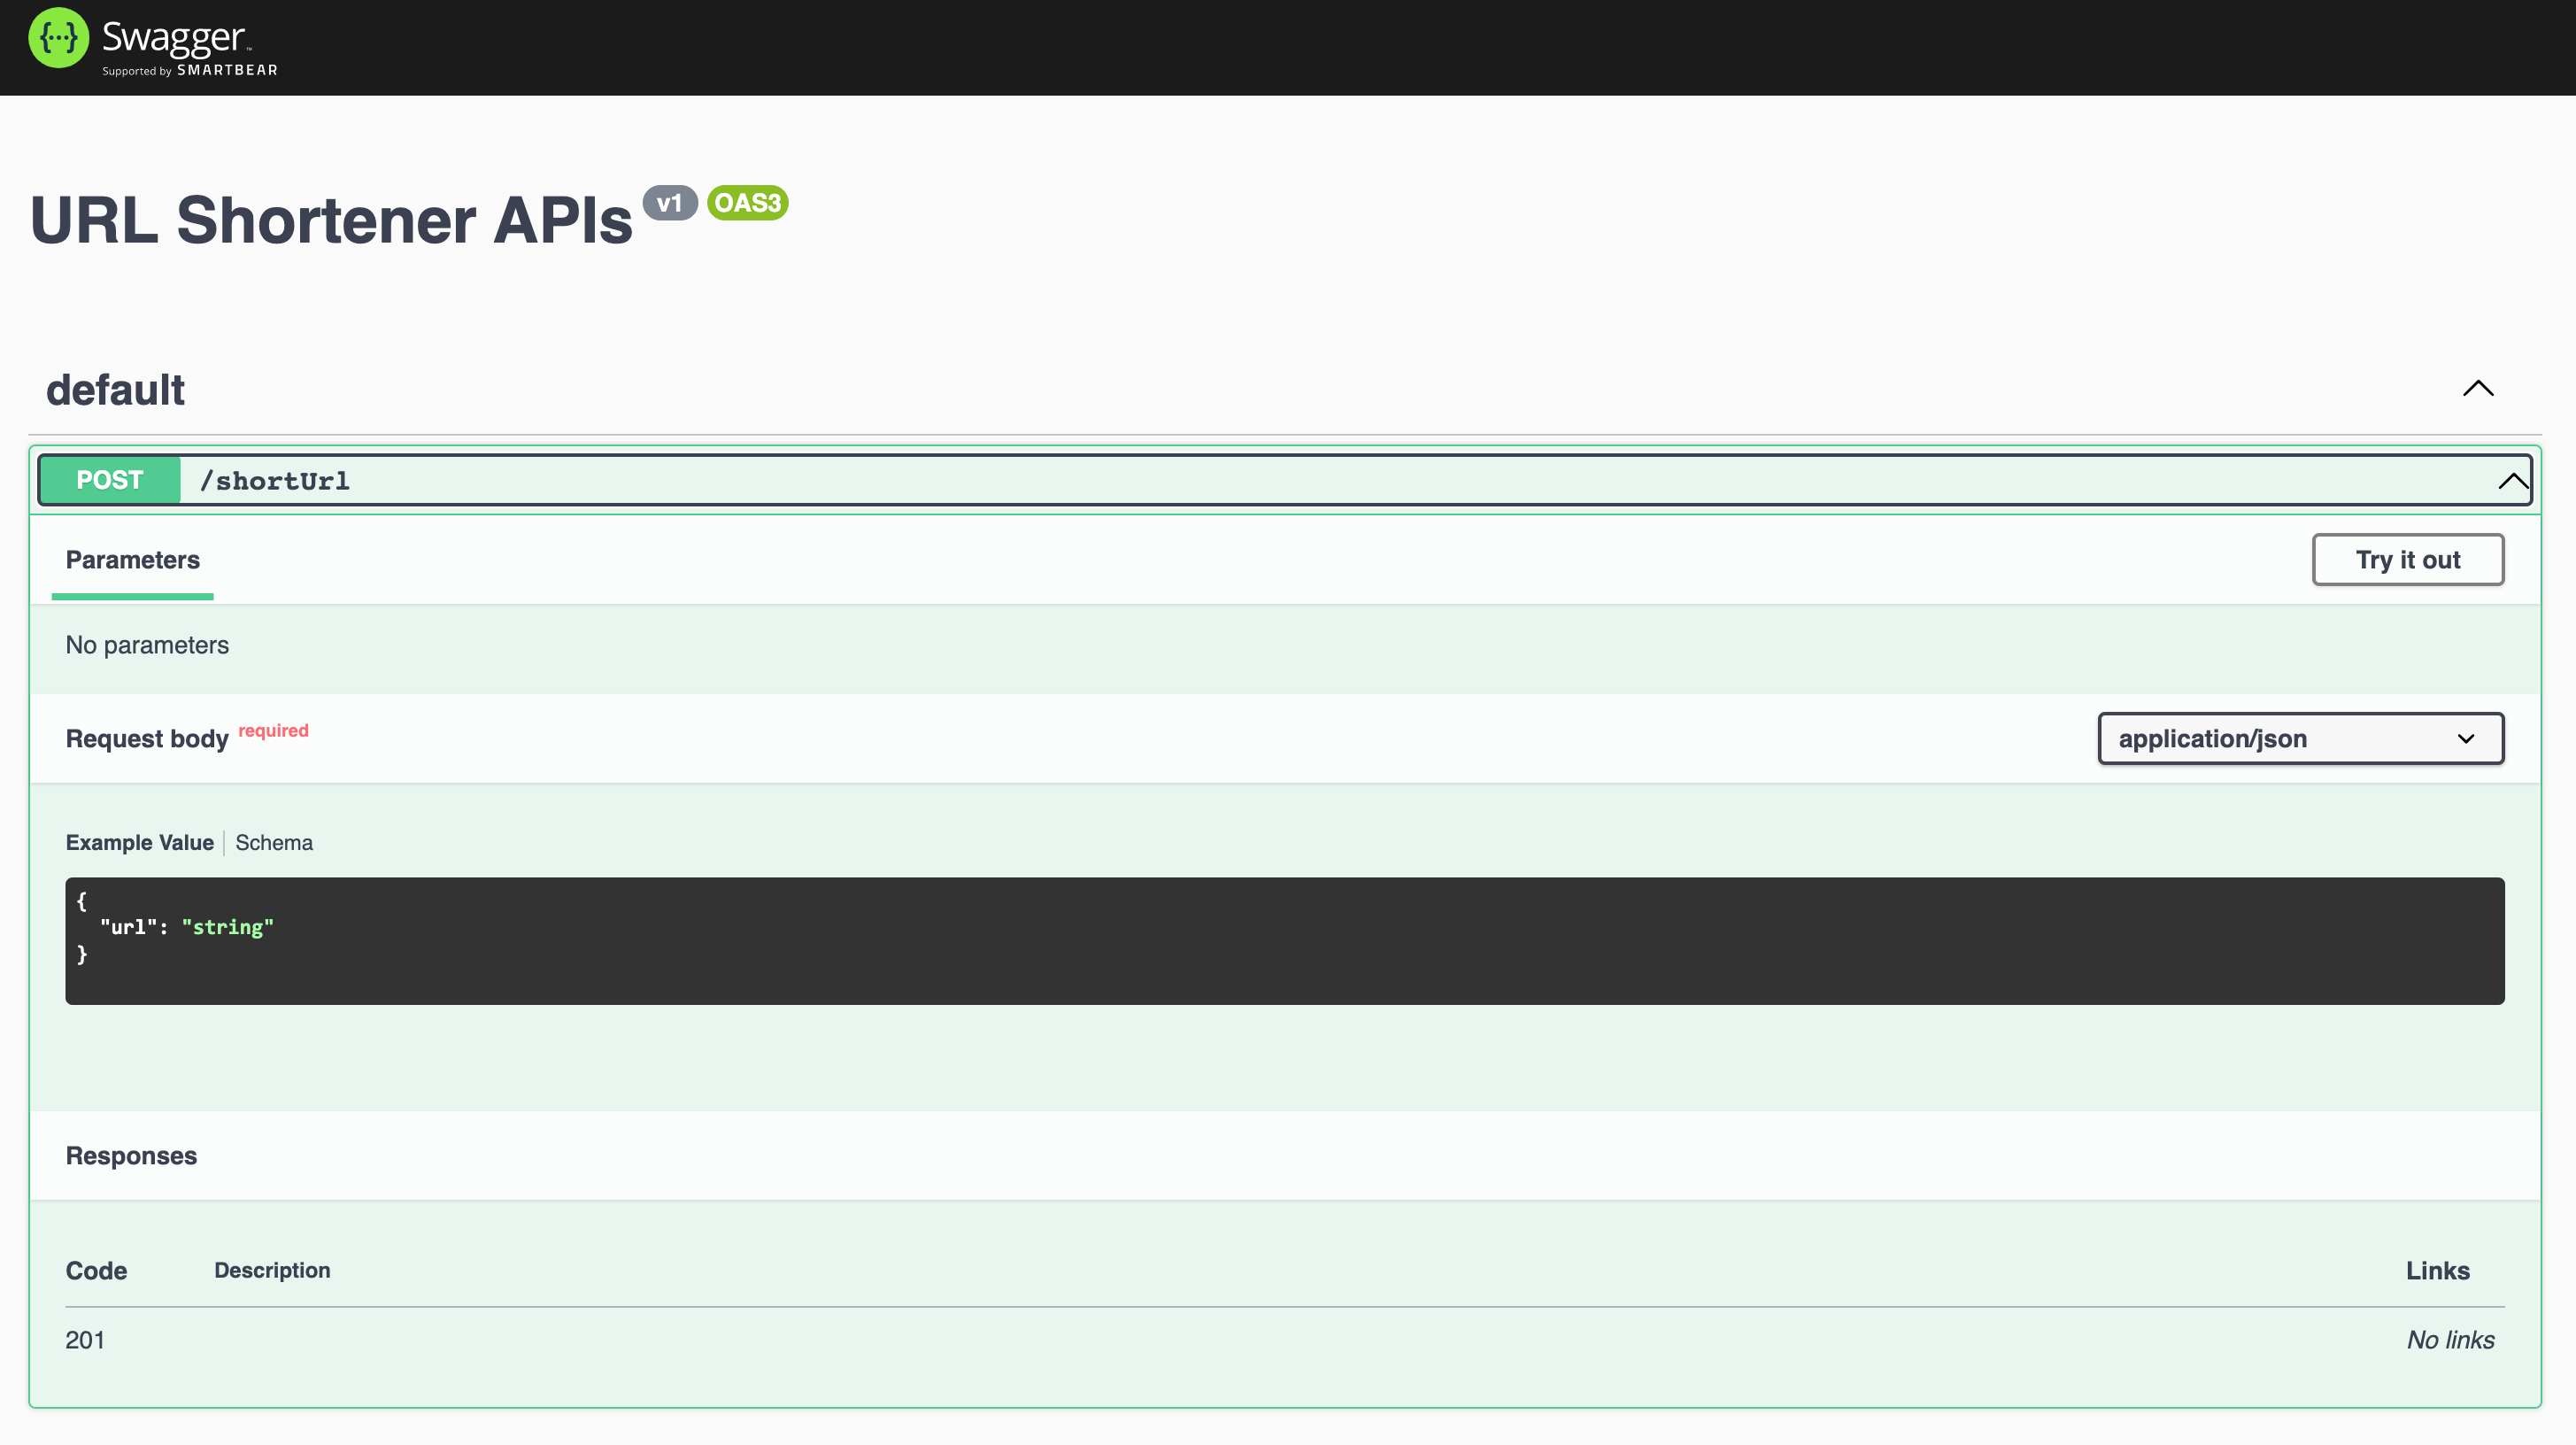 {···} Swagger™
Supported by SMARTBEAR
URL Shortener APIs v1 OAS3
default
POST /shortUrl
Parameters Try it out
No parameters
Request body required application/json
Example Value Schema
{
  "url": "string"
}
Responses
Code Description Links
201 No links